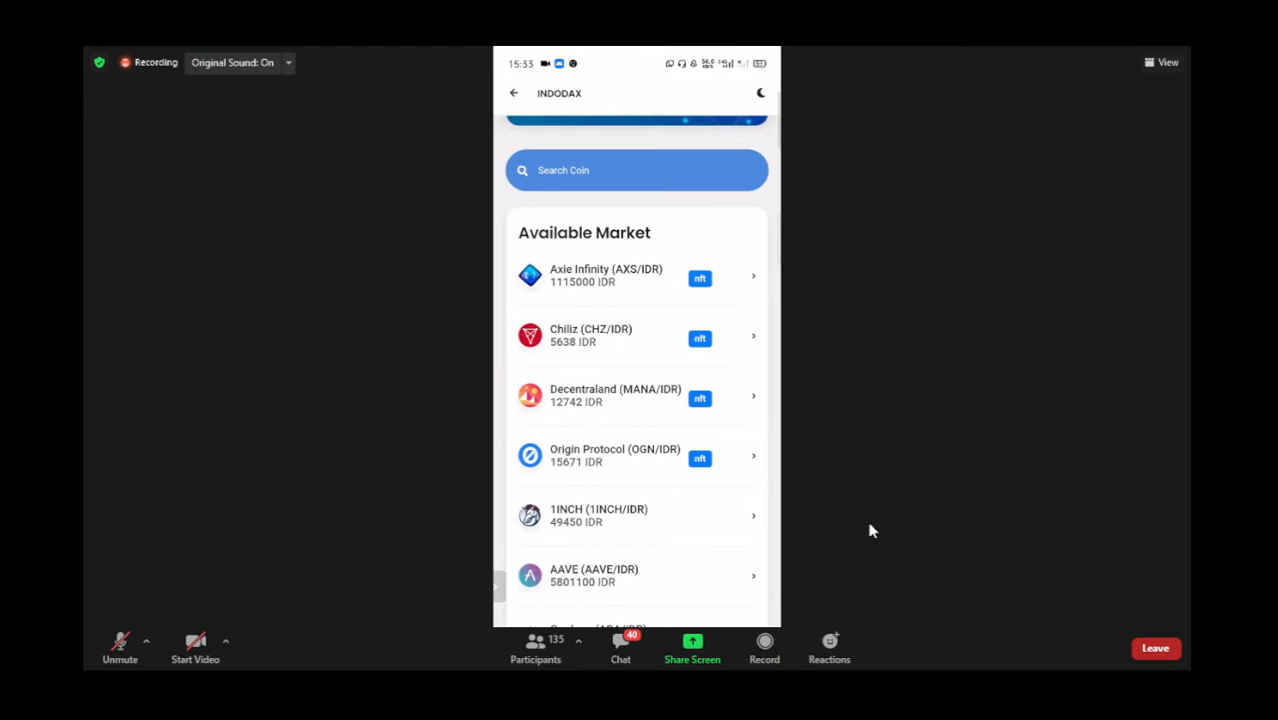 Recording
Original Sound: On
View
15:33
INDODAX
Search Coin
Available Market
Axie Infinity (AXS/IDR)
1115000 IDR
nft
Chiliz (CHZ/IDR)
5638 IDR
nft
Decentraland (MANA/IDR)
12742 IDR
nft
Origin Protocol (OGN/IDR)
15671 IDR
nft
1INCH (1INCH/IDR)
49450 IDR
AAVE (AAVE/IDR)
5801100 IDR
Unmute
Start Video
135
Participants
40
Chat
Share Screen
Record
Reactions
Leave